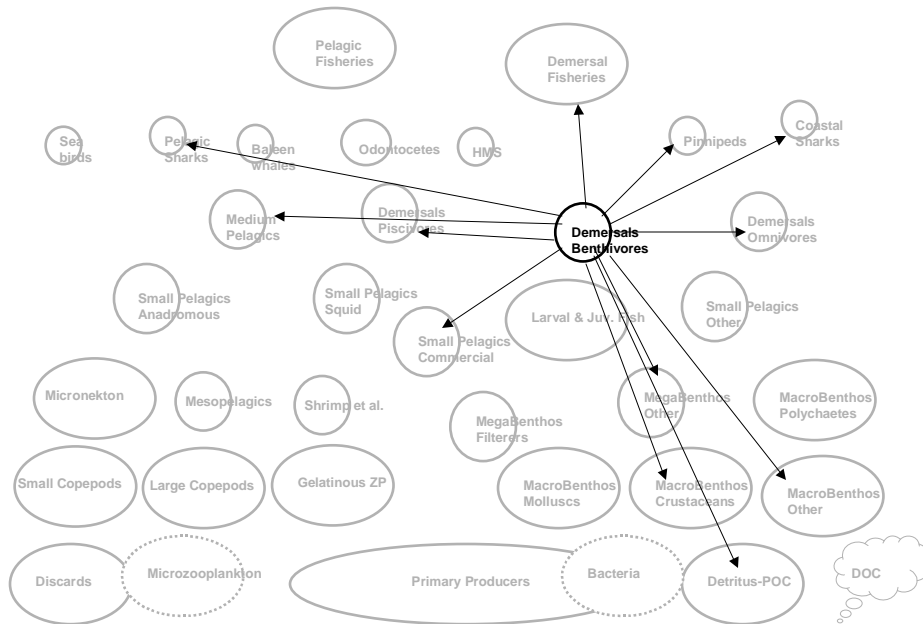 Pelagic
Fisheries
Demersal
Fisheries
Sea
birds
Pelagic
Sharks
Baleen
whales
Odontocetes
HMS
Pinnipeds
Coastal
Sharks
Medium
Pelagics
Demersals
Piscivores
Demersals
Benthivores
Demersals
Omnivores
Small Pelagics
Anadromous
Small Pelagics
Squid
Small Pelagics
Commercial
Larval & Juv. Fish
Small Pelagics
Other
Micronekton
Mesopelagics
Shrimp et al.
MegaBenthos
Filterers
MegaBenthos
Other
MacroBenthos
Polychaetes
Small Copepods
Large Copepods
Gelatinous ZP
MacroBenthos
Molluscs
MacroBenthos
Crustaceans
MacroBenthos
Other
Discards
Microzooplankton
Primary Producers
Bacteria
Detritus-POC
DOC